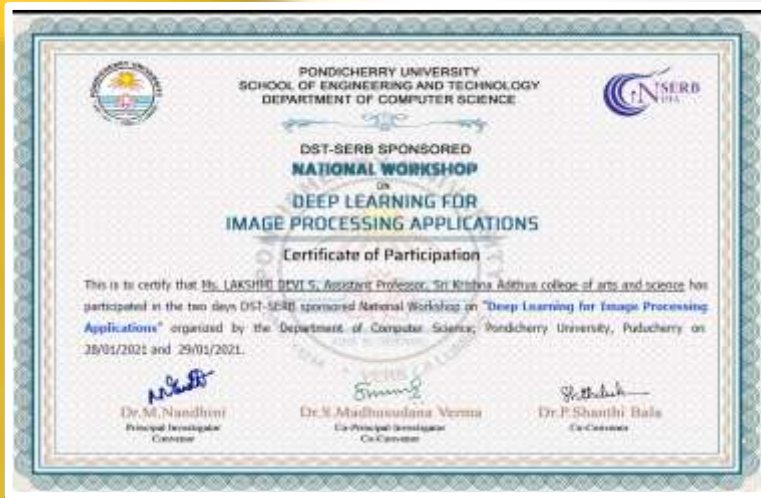 PONDICHERRY UNIVERSITY
SCHOOL OF ENGINEERING AND TECHNOLOGY
DEPARTMENT OF COMPUTER SCIENCE
SERB
DST-SERB SPONSORED
NATIONAL WORKSHOP
ON
DEEP LEARNING FOR
IMAGE PROCESSING APPLICATIONS
Certificate of Participation
This is to certify that Ms. LAKSHMI DEVI S, Assistant Professor, Sri Krishna Adithya college of arts and science has
participated in the two days DST-SERB sponsored National Workshop on "Deep Learning for Image Processing
Applications" organized by the Department of Computer Science, Pondicherry University, Puducherry on
28/01/2021 and 29/01/2021.
Dr.M.Nandhini
Principal Investigator
Convenor
Dr.S.Madhusudana Verma
Co-Principal Investigator
Co-Convenor
Dr.P.Shanthi Bala
Co-Convenor